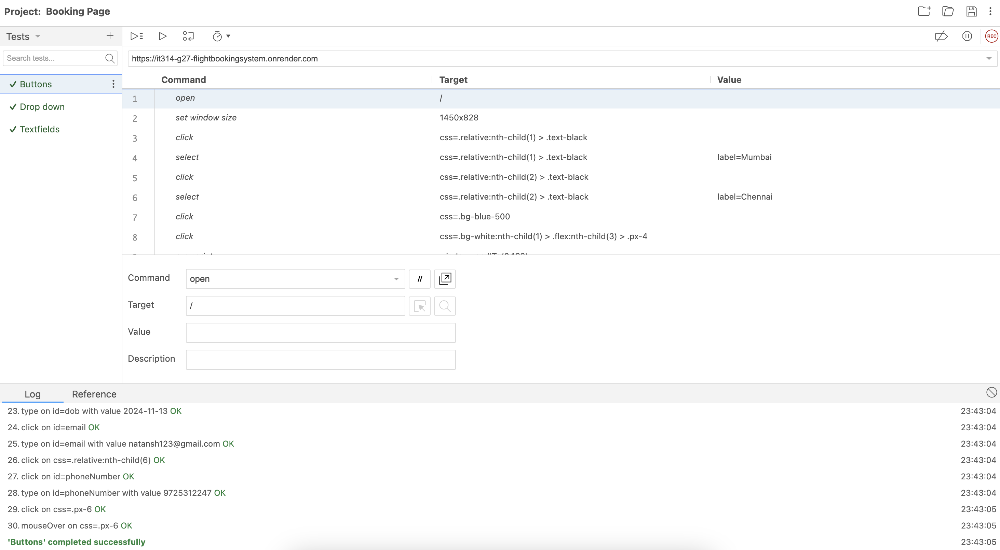 Project: Booking Page
Tests
Search tests...
Buttons
Drop down
Textfields
REC
https://it314-g27-flightbookingsystem.onrender.com
Command Target Value
1 open /
2 set window size 1450x828
3 click css=.relative:nth-child(1) > .text-black
4 select css=.relative:nth-child(1) > .text-black label=Mumbai
5 click css=.relative:nth-child(2) > .text-black
6 select css=.relative:nth-child(2) > .text-black label=Chennai
7 click css=.bg-blue-500
8 click css=.bg-white:nth-child(1) > .flex:nth-child(3) > .px-4
Command open //
Target /
Value
Description
Log Reference
23. type on id=dob with value 2024-11-13 OK 23:43:04
24. click on id=email OK 23:43:04
25. type on id=email with value natansh123@gmail.com OK 23:43:04
26. click on css=.relative:nth-child(6) OK 23:43:04
27. click on id=phoneNumber OK 23:43:04
28. type on id=phoneNumber with value 9725312247 OK 23:43:04
29. click on css=.px-6 OK 23:43:05
30. mouseOver on css=.px-6 OK 23:43:05
'Buttons' completed successfully 23:43:05